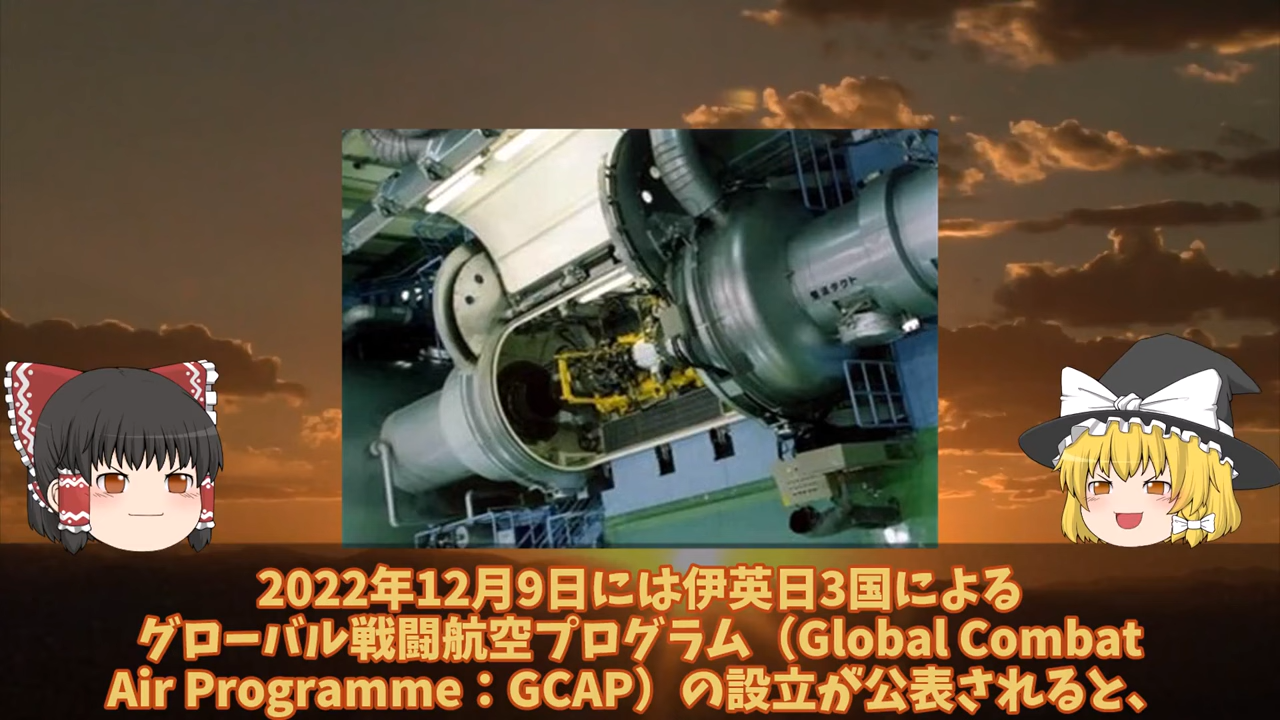 2022年12月9日には伊英日3国による
グローバル戦闘航空プログラム（Global Combat
Air Programme：GCAP）の設立が公表されると、